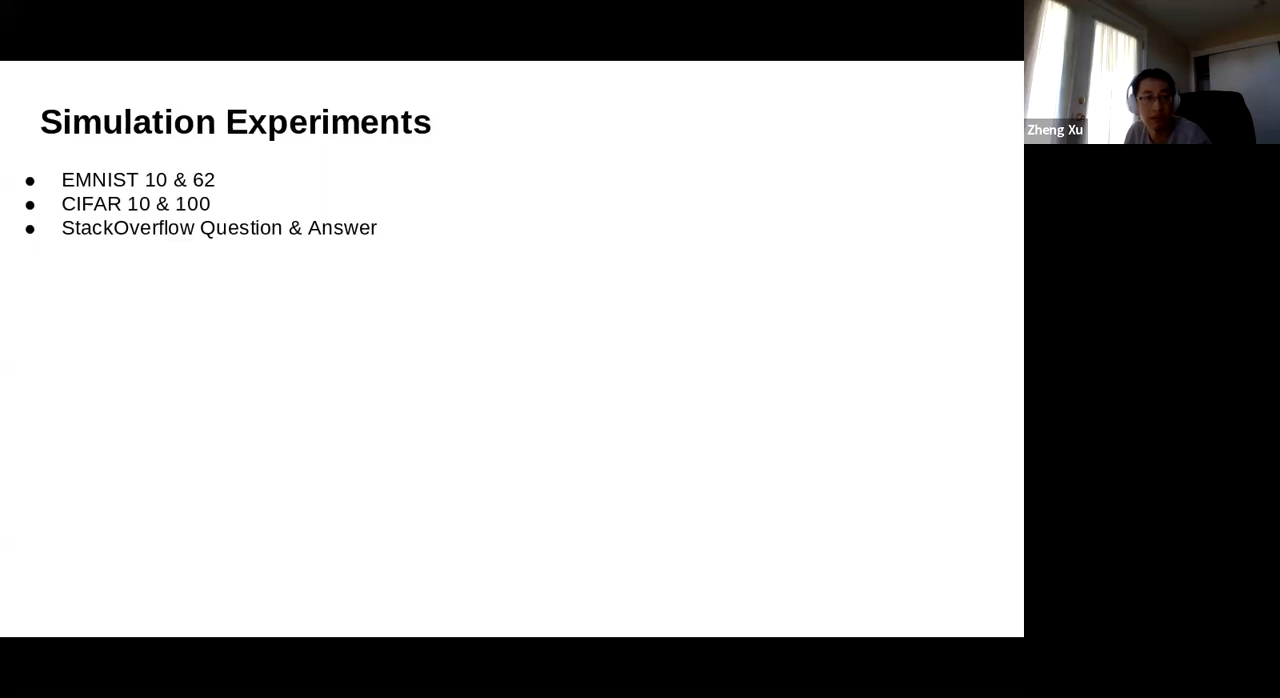 Simulation Experiments
● EMNIST 10 & 62
● CIFAR 10 & 100
● StackOverflow Question & Answer
Zheng Xu